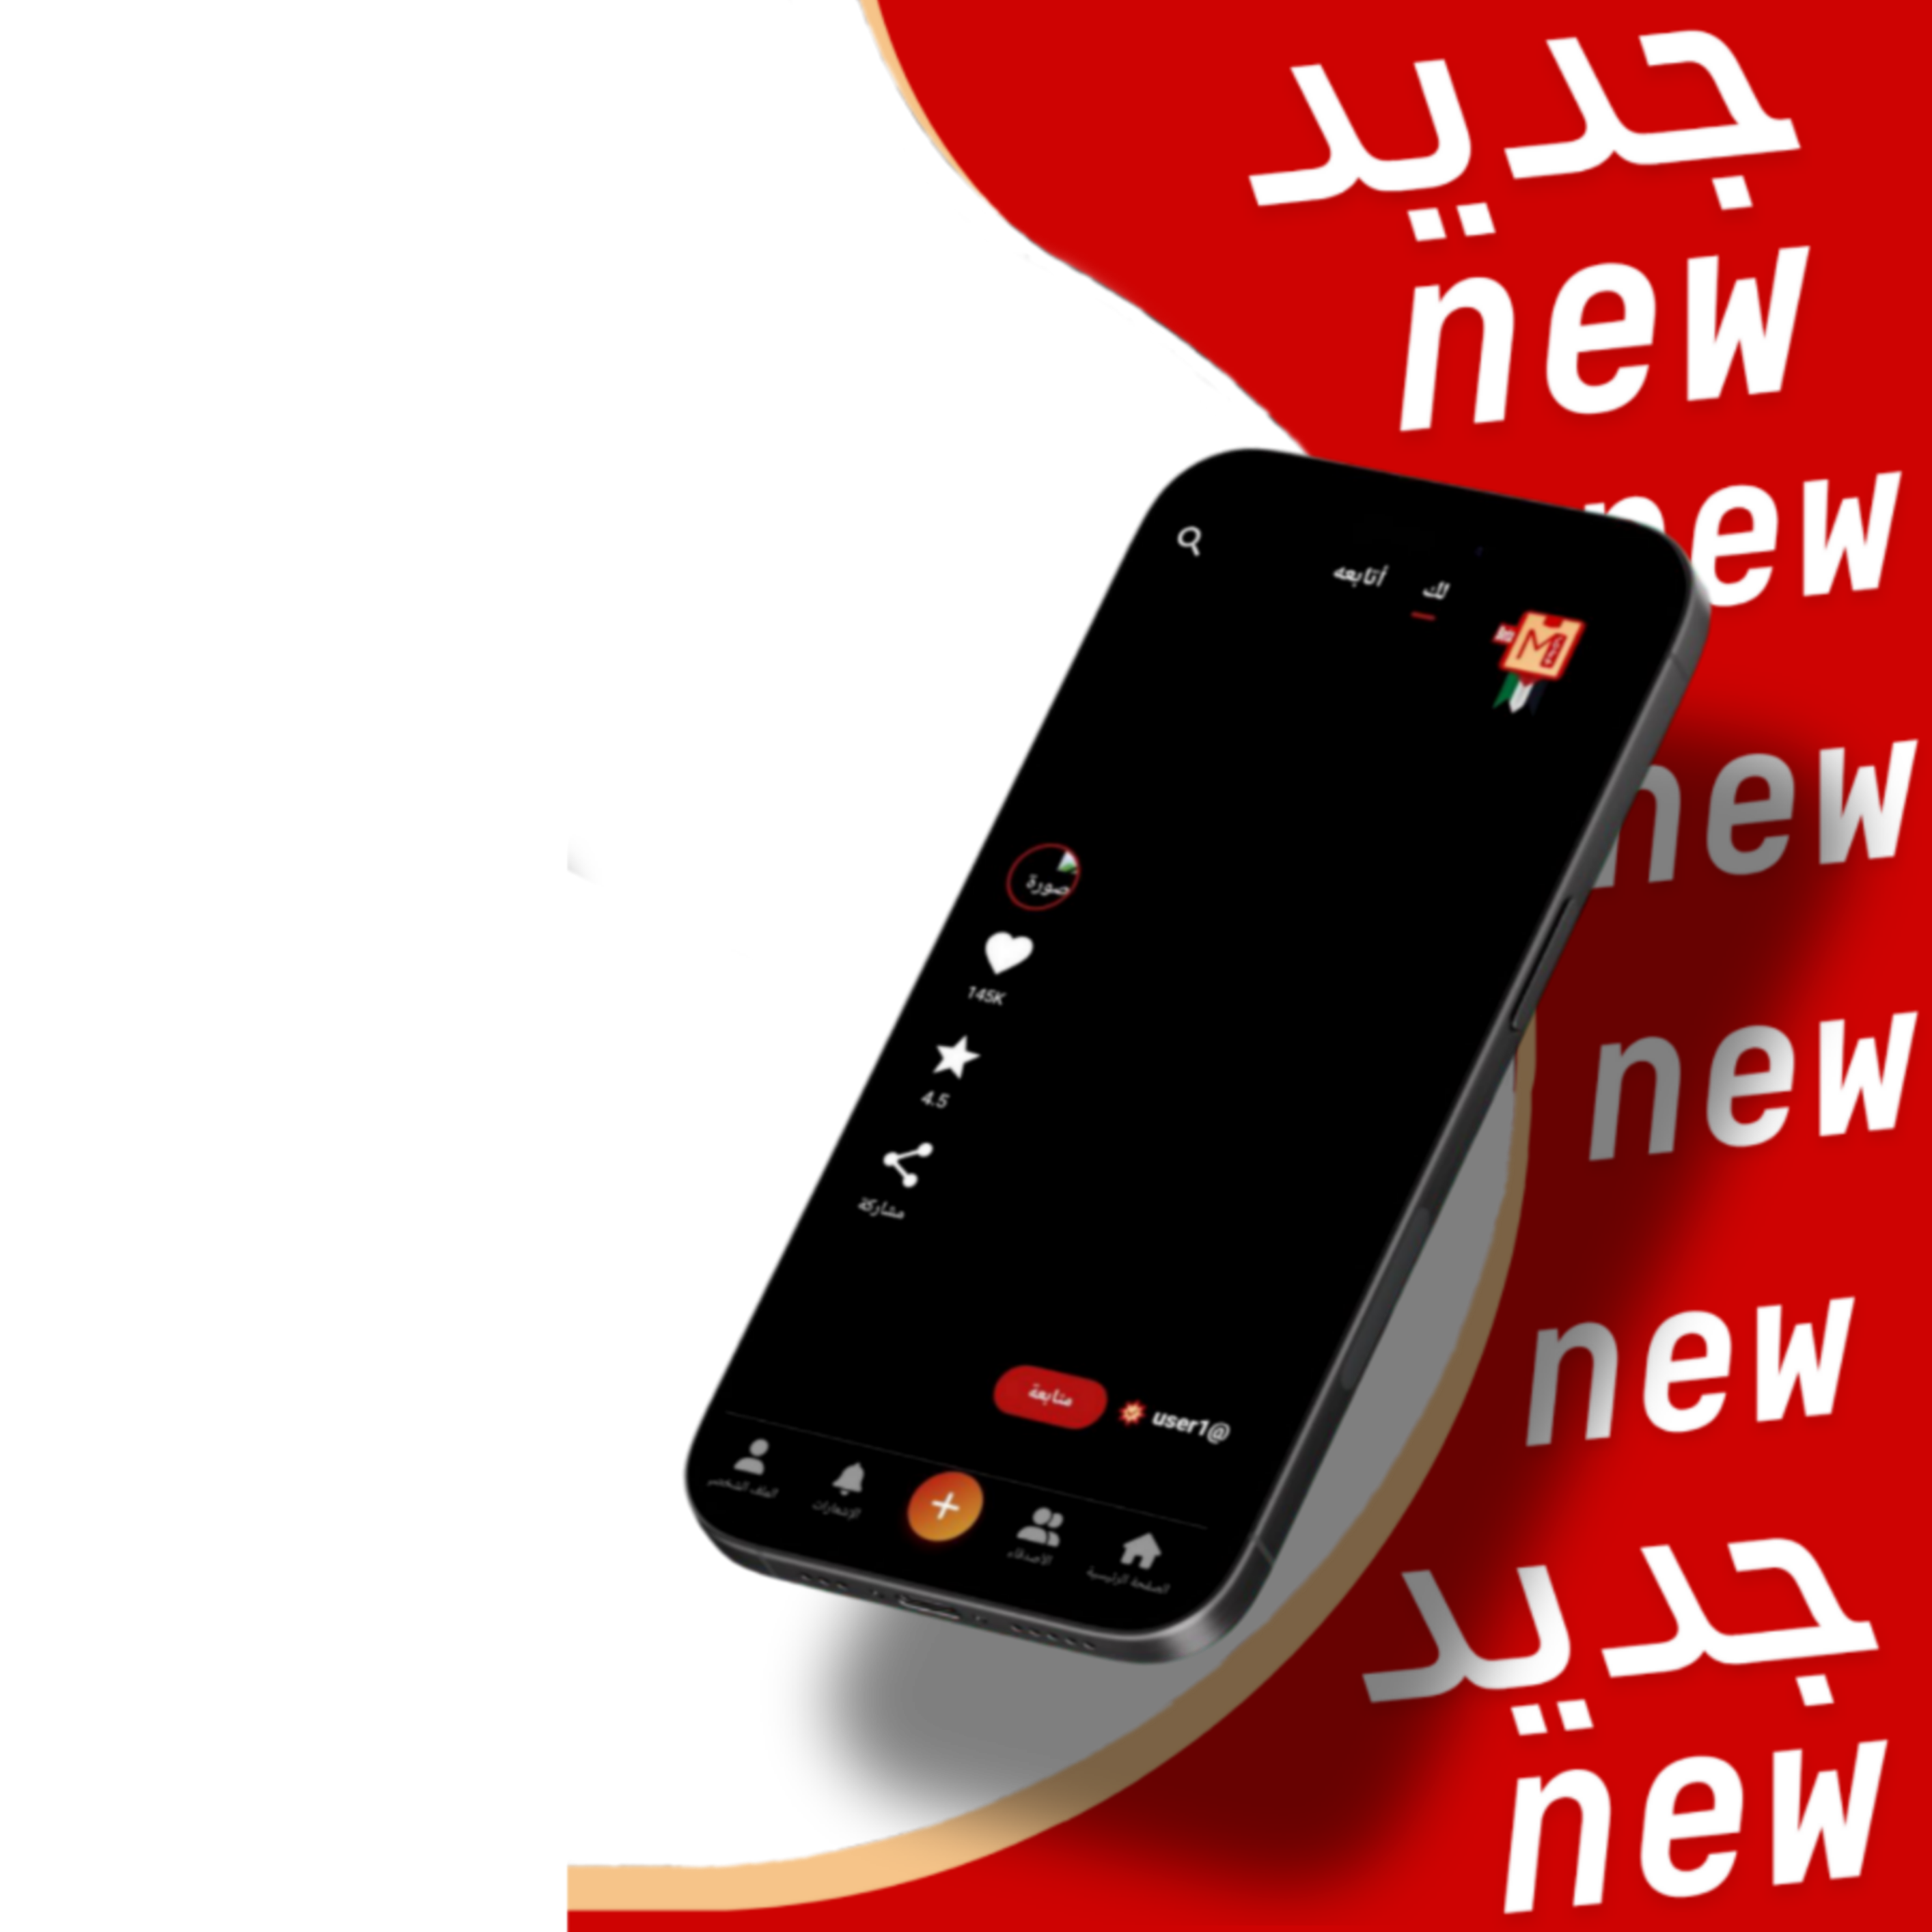 جديد
new
new
أتابعه
لك
M
new
صورة
145K
new
4.5
مشاركة
new
متابعة
user1@
الملف الشخصي
الإشعارات
الأصدقاء
الصفحة الرئيسية
جديد
new